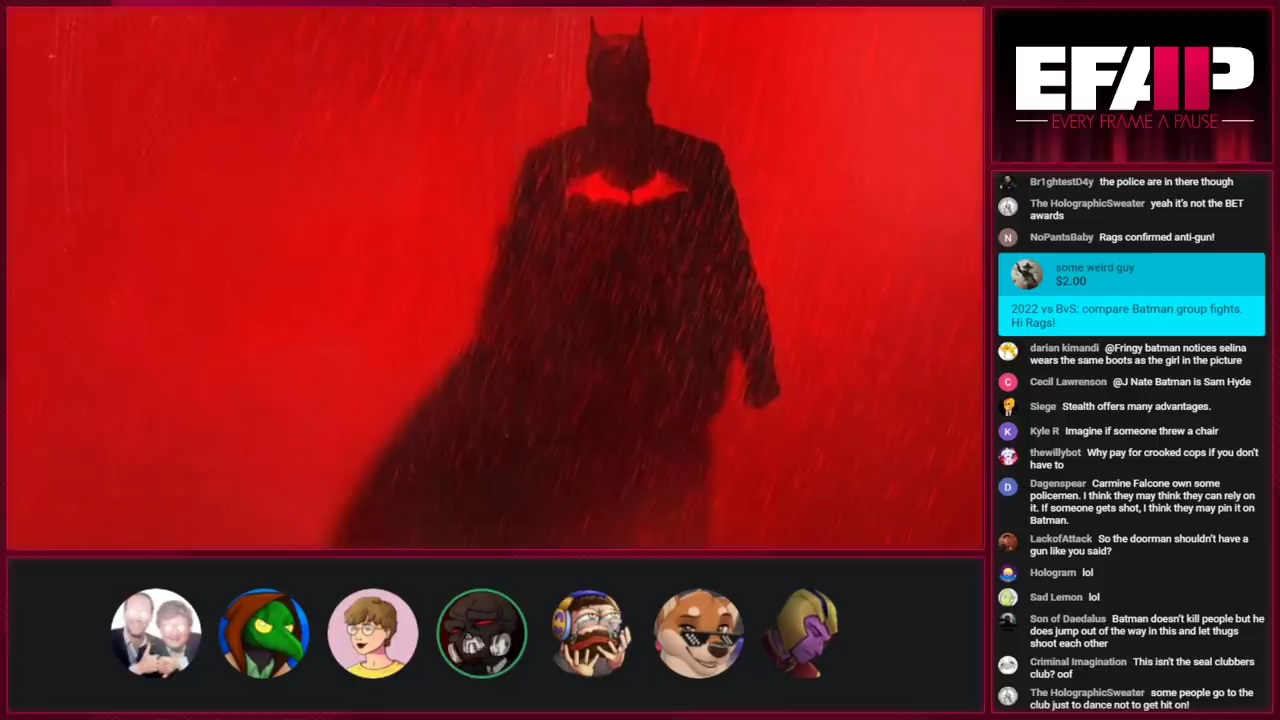 EFAP
EVERY FRAME A PAUSE
Br1ghtestD4y the police are in there though
The HolographicSweater yeah it's not the BET
awards
N
NoPantsBaby Rags confirmed anti-gun!
some weird guy
$2.00
2022 vs BvS: compare Batman group fights.
Hi Rags!
darian kimandi @Fringy batman notices selina
wears the same boots as the girl in the picture
C
Cecil Lawrenson @J Nate Batman is Sam Hyde
Siege Stealth offers many advantages.
K
Kyle R Imagine if someone threw a chair
thewillybot Why pay for crooked cops if you don't
have to
D
Dagenspear Carmine Falcone own some
policemen. I think they may think they can rely on
it. If someone gets shot, I think they may pin it on
Batman.
LackofAttack So the doorman shouldn't have a
gun like you said?
Hologram lol
Sad Lemon lol
Son of Daedalus Batman doesn't kill people but he
does jump out of the way in this and let thugs
shoot each other
Criminal Imagination This isn't the seal clubbers
club? oof
The HolographicSweater some people go to the
club just to dance not to get hit on!